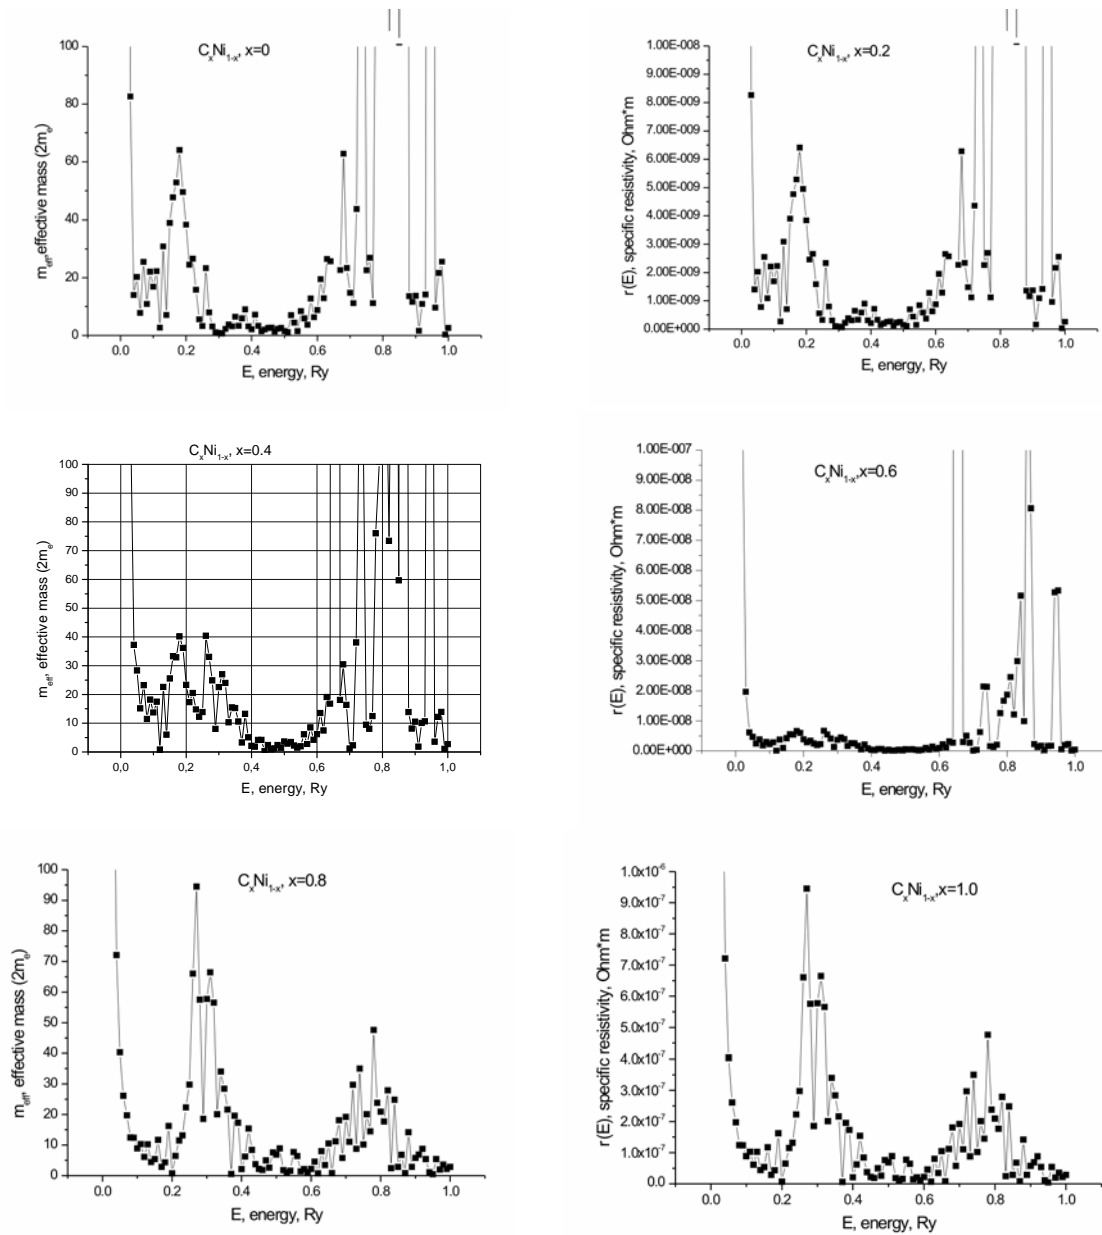 CxNi1-x, x=0
meff, effective mass (2me)
100
80
60
40
20
0
0.0 0.2 0.4 0.6 0.8 1.0
E, energy, Ry
CxNi1-x, x=0.2
r(E), specific resistivity, Ohm*m
1.00E-008
9.00E-009
8.00E-009
7.00E-009
6.00E-009
5.00E-009
4.00E-009
3.00E-009
2.00E-009
1.00E-009
0.00E+000
0.0 0.2 0.4 0.6 0.8 1.0
E, energy, Ry
CxNi1-x, x=0.4
meff, effective mass (2me)
100
90
80
70
60
50
40
30
20
10
0
0,0 0,2 0,4 0,6 0,8 1,0
E, energy, Ry
CxNi1-x,x=0.6
r(E), specific resistivity, Ohm*m
1.00E-007
9.00E-008
8.00E-008
7.00E-008
6.00E-008
5.00E-008
4.00E-008
3.00E-008
2.00E-008
1.00E-008
0.00E+000
0.0 0.2 0.4 0.6 0.8 1.0
E, energy, Ry
CxNi1-x, x=0.8
meff, effective mass (2me)
100
90
80
70
60
50
40
30
20
10
0
0.0 0.2 0.4 0.6 0.8 1.0
E, energy, Ry
CxNi1-x,x=1.0
r(E), specific resistivity, Ohm*m
1.0x10^-6
9.0x10^-7
8.0x10^-7
7.0x10^-7
6.0x10^-7
5.0x10^-7
4.0x10^-7
3.0x10^-7
2.0x10^-7
1.0x10^-7
0.0
0.0 0.2 0.4 0.6 0.8 1.0
E, energy, Ry